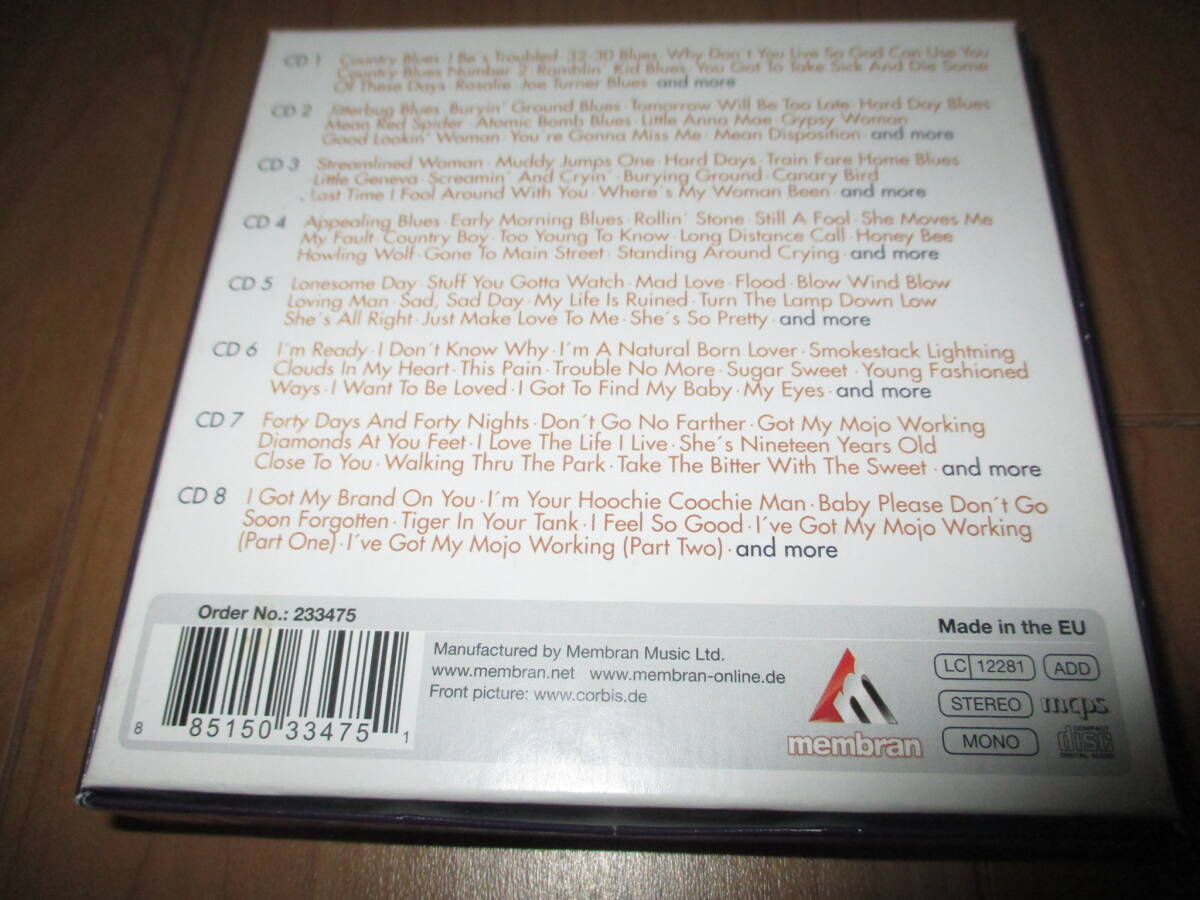 CD 1 Country Blues · I Be´s Troubled · 32-30 Blues · Why Don´t You Live So God Can Use You
Country Blues Number 2 · Ramblin´ Kid Blues · You Got To Take Sick And Die Some
Of These Days · Rosalie · Joe Turner Blues · and more
CD 2 Jitterbug Blues · Buryin´ Ground Blues · Tomorrow Will Be Too Late · Hard Day Blues
Mean Red Spider · Atomic Bomb Blues · Little Anna Mae · Gypsy Woman
Good Lookin´ Woman · You´re Gonna Miss Me · Mean Disposition · and more
CD 3 Streamlined Woman · Muddy Jumps One · Hard Days · Train Fare Home Blues
Little Geneva · Screamin´ And Cryin´ · Burying Ground · Canary Bird
Last Time I Fool Around With You · Where´s My Woman Been · and more
CD 4 Appealing Blues · Early Morning Blues · Rollin´ Stone · Still A Fool · She Moves Me
My Fault · Country Boy · Too Young To Know · Long Distance Call · Honey Bee
Howling Wolf · Gone To Main Street · Standing Around Crying · and more
CD 5 Lonesome Day · Stuff You Gotta Watch · Mad Love · Flood · Blow Wind Blow
Loving Man · Sad, Sad Day · My Life Is Ruined · Turn The Lamp Down Low
She´s All Right · Just Make Love To Me · She´s So Pretty · and more
CD 6 I´m Ready · I Don´t Know Why · I´m A Natural Born Lover · Smokestack Lightning
Clouds In My Heart · This Pain · Trouble No More · Sugar Sweet · Young Fashioned
Ways · I Want To Be Loved · I Got To Find My Baby · My Eyes · and more
CD 7 Forty Days And Forty Nights · Don´t Go No Farther · Got My Mojo Working
Diamonds At You Feet · I Love The Life I Live · She´s Nineteen Years Old
Close To You · Walking Thru The Park · Take The Bitter With The Sweet · and more
CD 8 I Got My Brand On You · I´m Your Hoochie Coochie Man · Baby Please Don´t Go
Soon Forgotten · Tiger In Your Tank · I Feel So Good · I´ve Got My Mojo Working
(Part One) · I´ve Got My Mojo Working (Part Two) · and more
Order No.: 233475
8 85150 33475 1
Manufactured by Membran Music Ltd.
www.membran.net www.membran-online.de
Front picture: www.corbis.de
membran
Made in the EU
LC 12281 ADD
STEREO mcps
MONO COMPACT disc DIGITAL AUDIO